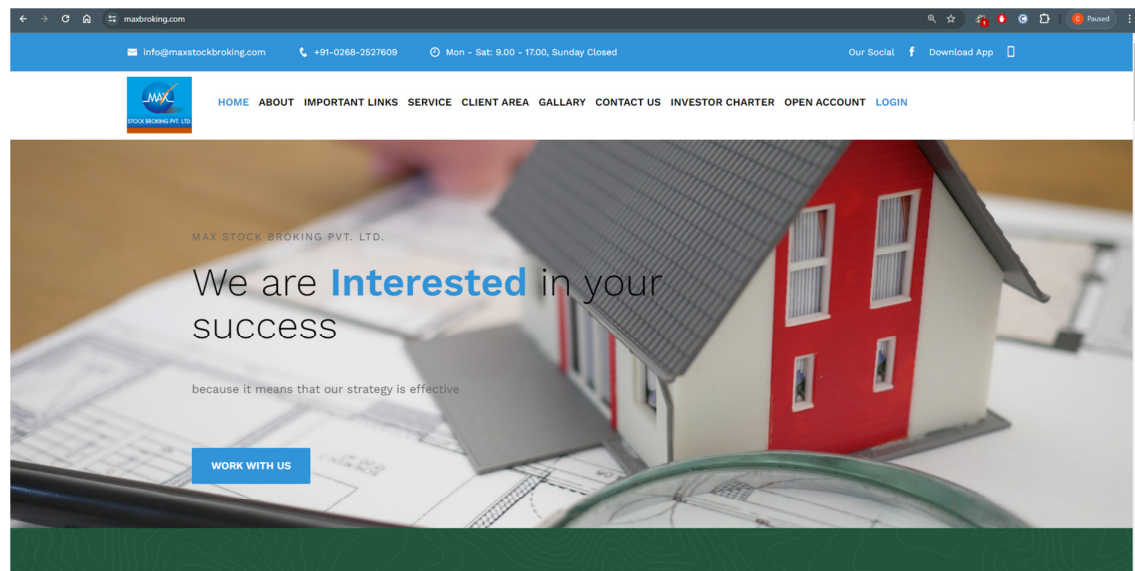 maxbroking.com
C Paused
info@maxstockbroking.com +91-0268-2527609 Mon - Sat: 9.00 - 17.00, Sunday Closed Our Social f Download App
MAX
STOCK BROKING PVT. LTD.
HOME ABOUT IMPORTANT LINKS SERVICE CLIENT AREA GALLARY CONTACT US INVESTOR CHARTER OPEN ACCOUNT LOGIN
MAX STOCK BROKING PVT. LTD.
We are Interested in your
success
because it means that our strategy is effective
WORK WITH US